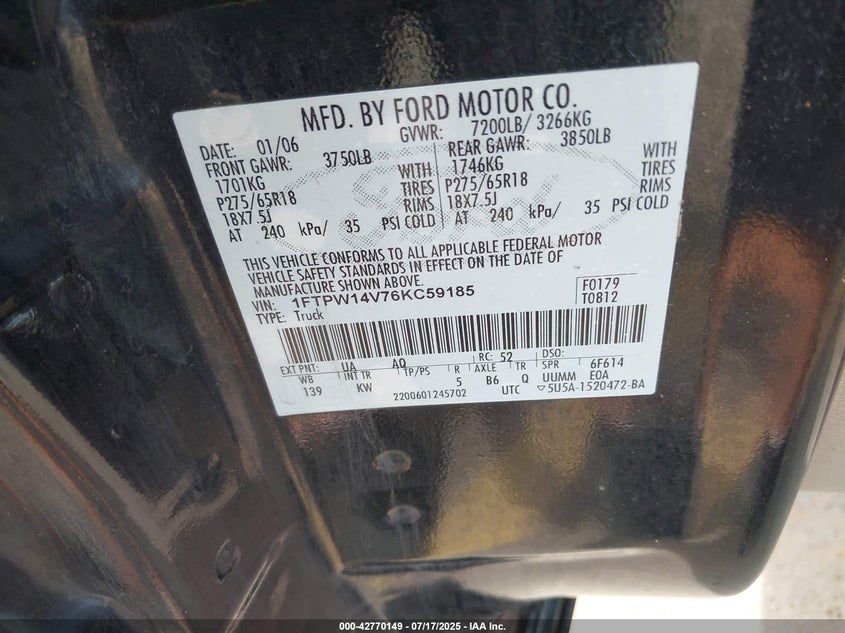 MFD. BY FORD MOTOR CO.
DATE: 01/06 GVWR: 7200LB/ 3266KG
FRONT GAWR: 3750LB REAR GAWR: 3850LB
1701KG WITH 1746KG WITH
P275/65R18 TIRES P275/65R18 TIRES
18X7.5J RIMS 18X7.5J RIMS
AT 240 kPa/ 35 PSI COLD AT 240 kPa/ 35 PSI COLD
Ford
THIS VEHICLE CONFORMS TO ALL APPLICABLE FEDERAL MOTOR
VEHICLE SAFETY STANDARDS IN EFFECT ON THE DATE OF
MANUFACTURE SHOWN ABOVE.
VIN: 1FTPW14V76KC59185 F0179
TYPE: Truck T0812
EXT PNT: UA AQ RC: 52 DSO:
WB INT TR TP/PS R AXLE TR SPR 6F614
139 KW 5 B6 Q UUMM E0A
2200601245702 UTC ▽5U5A-1520472-BA
000-42770149 / 07/17/2025 - IAA Inc.